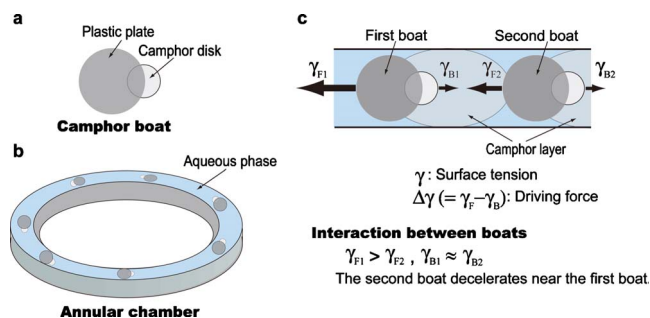 a
Plastic plate
Camphor disk
Camphor boat
b
Aqueous phase
Annular chamber
c
First boat
Second boat
γF1
γB1
γF2
γB2
Camphor layer
γ : Surface tension
Δγ (= γF−γB): Driving force
Interaction between boats
γF1 > γF2 , γB1 ≈ γB2
The second boat decelerates near the first boat.